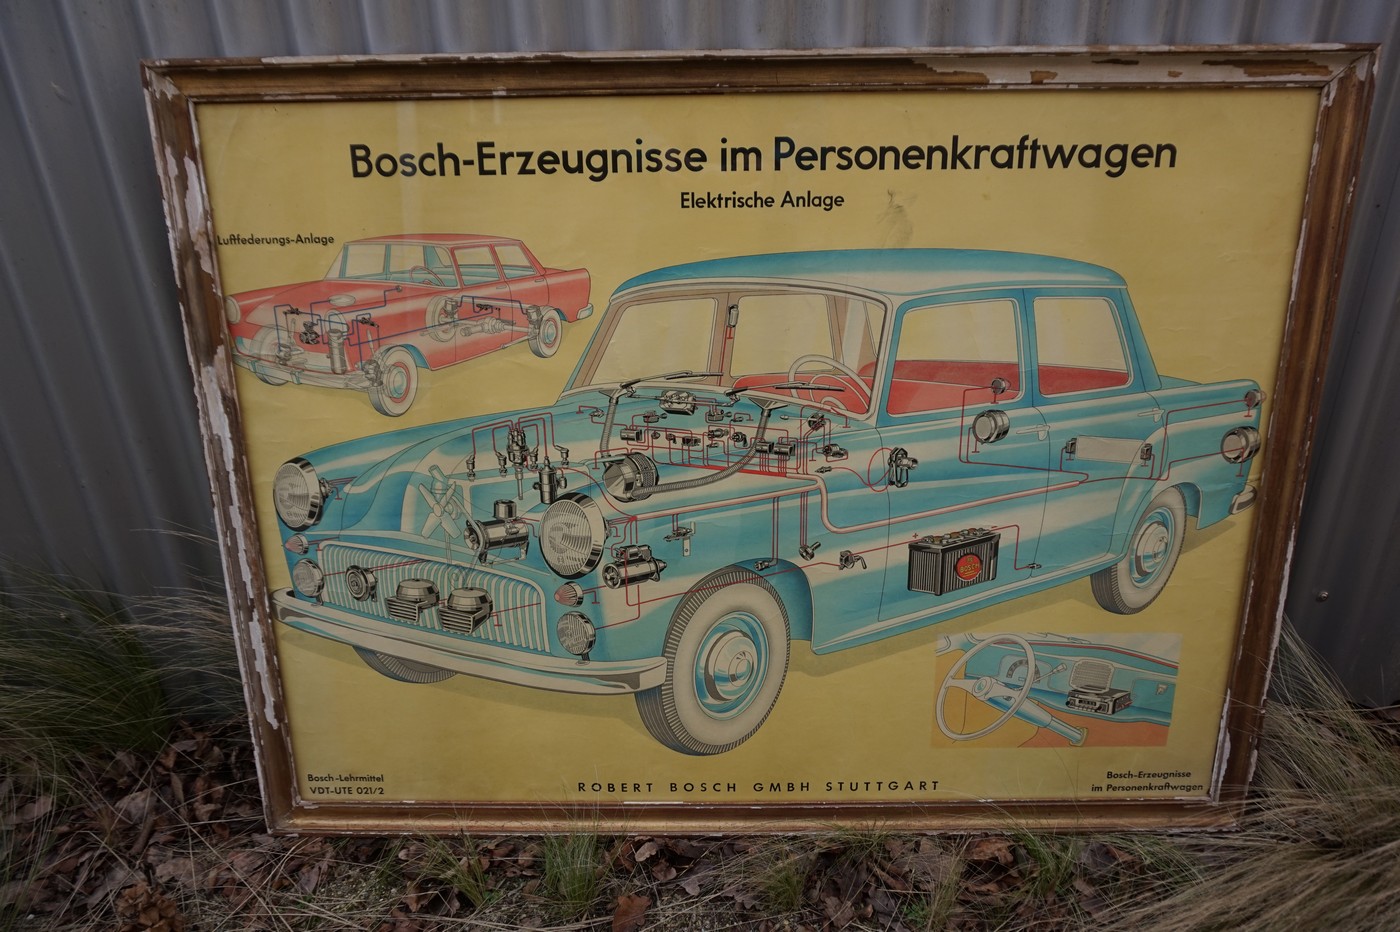 Bosch-Erzeugnisse im Personenkraftwagen
Elektrische Anlage
Luftfederungs-Anlage
BOSCH
Bosch-Lehrmittel
VDT-UTE 021/2
ROBERT BOSCH GMBH STUTTGART
Bosch-Erzeugnisse
im Personenkraftwagen